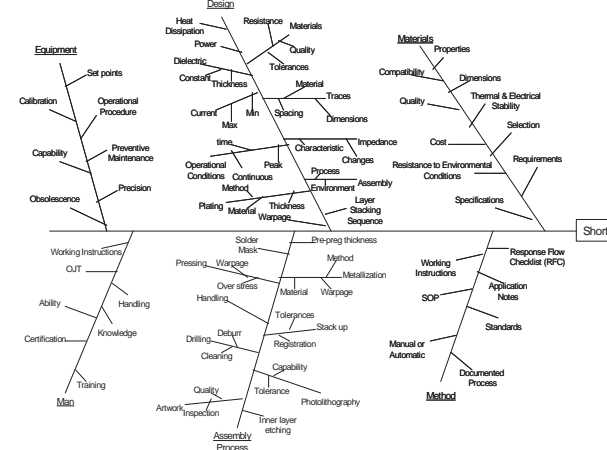 Design
Heat
Dissipation
Resistance
Materials
Power
Quality
Dielectric
Tolerances
Constant
Thickness
Material
Current
Max
Min
Spacing
Traces
Dimensions
time
Characteristic
Impedance
Changes
Operational
Conditions
Continuous
Peak
Process
Assembly
Environment
Method
Plating
Material
Thickness
Warpage
Layer
Stacking
Sequence
Equipment
Set points
Calibration
Operational
Procedure
Capability
Preventive
Maintenance
Precision
Obsolescence
Materials
Properties
Compatibility
Dimensions
Quality
Thermal & Electrical
Stability
Selection
Cost
Requirements
Resistance to Environmental
Conditions
Specifications
Short
Working Instructions
OJT
Ability
Handling
Knowledge
Certification
Training
Man
Solder
Mask
Pre-preg thickness
Pressing
Warpage
Over stress
Method
Metallization
Material
Warpage
Handling
Tolerances
Stack up
Registration
Deburr
Drilling
Cleaning
Capability
Tolerance
Photolithography
Quality
Artwork
Inspection
Inner layer
etching
Assembly
Process
Working
Instructions
Response Flow
Checklist (RFC)
SOP
Application
Notes
Standards
Manual or
Automatic
Documented
Process
Method